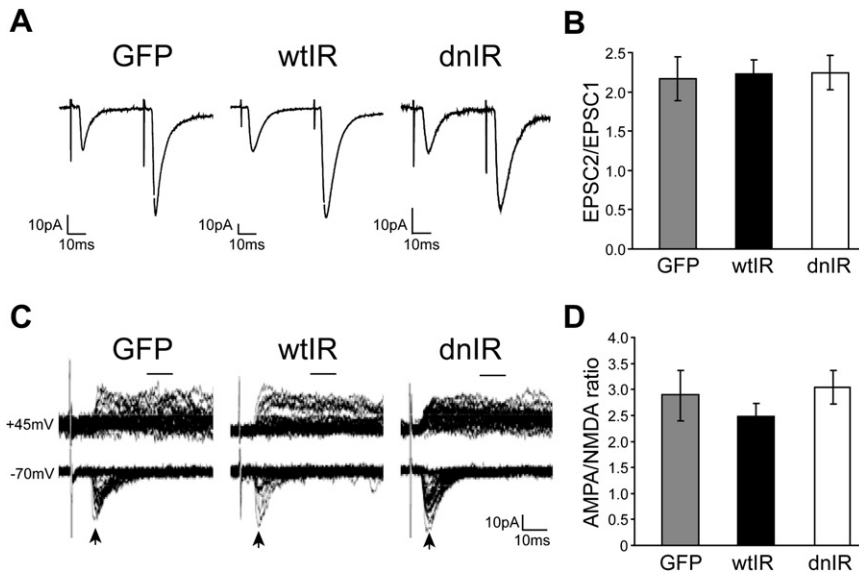 A
GFP
wtIR
dnIR
10pA
10ms
10pA
10ms
10pA
10ms
B
EPSC2/EPSC1
2.5
2.0
1.5
1.0
0.5
0.0
GFP
wtIR
dnIR
C
GFP
wtIR
dnIR
+45mV
-70mV
10pA
10ms
D
AMPA/NMDA ratio
4.0
3.5
3.0
2.5
2.0
1.5
1.0
0.5
0
GFP
wtIR
dnIR